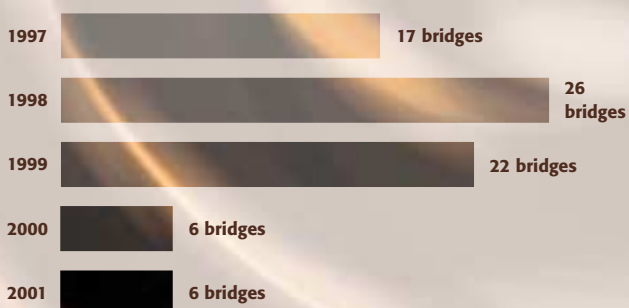 1997 17 bridges
1998 26
bridges
1999 22 bridges
2000 6 bridges
2001 6 bridges